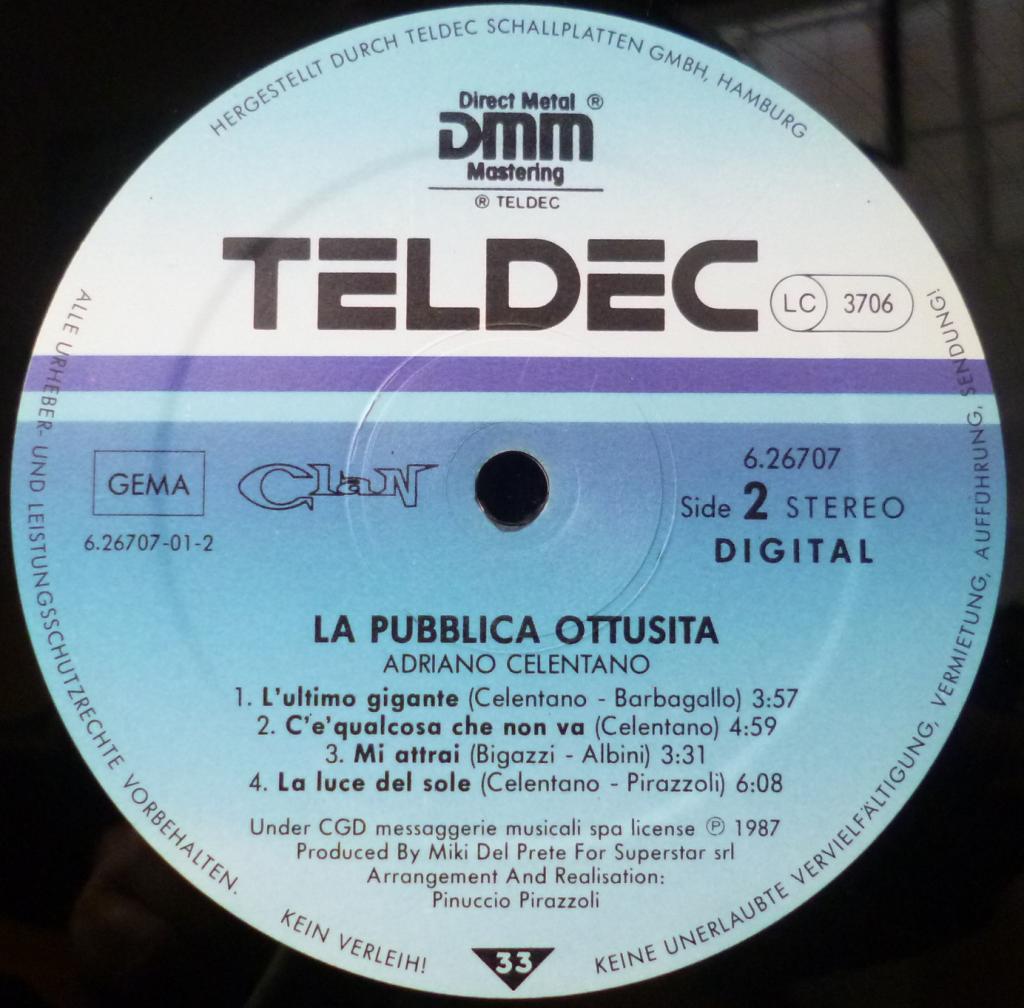 HERGESTELLT DURCH TELDEC SCHALLPLATTEN GMBH, HAMBURG
Direct Metal ®
DMM
Mastering
® TELDEC
TELDEC
LC 3706
GEMA
ClaN
6.26707-01-2
6.26707
Side 2 STEREO
DIGITAL
LA PUBBLICA OTTUSITA
ADRIANO CELENTANO
1. L'ultimo gigante (Celentano - Barbagallo) 3:57
2. C'e'qualcosa che non va (Celentano) 4:59
3. Mi attrai (Bigazzi - Albini) 3:31
4. La luce del sole (Celentano - Pirazzoli) 6:08
Under CGD messaggerie musicali spa license ℗ 1987
Produced By Miki Del Prete For Superstar srl
Arrangement And Realisation:
Pinuccio Pirazzoli
33
ALLE URHEBER- UND LEISTUNGSSCHUTZRECHTE VORBEHALTEN.
KEIN VERLEIH!
KEINE UNERLAUBTE VERVIELFÄLTIGUNG, VERMIETUNG, AUFFÜHRUNG, SENDUNG!